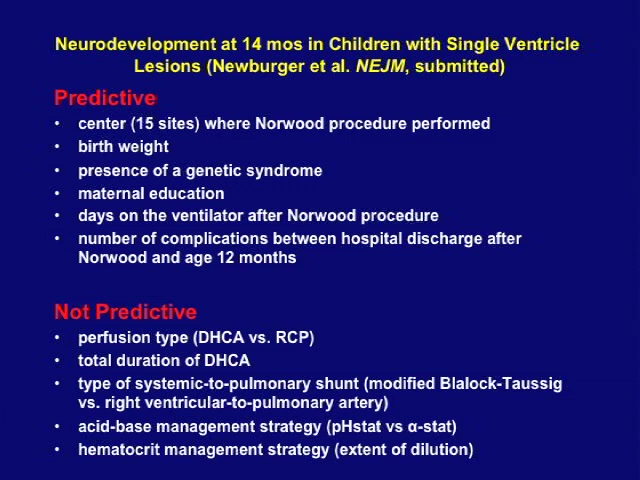 Neurodevelopment at 14 mos in Children with Single Ventricle
Lesions (Newburger et al. NEJM, submitted)
Predictive
• center (15 sites) where Norwood procedure performed
• birth weight
• presence of a genetic syndrome
• maternal education
• days on the ventilator after Norwood procedure
• number of complications between hospital discharge after
Norwood and age 12 months
Not Predictive
• perfusion type (DHCA vs. RCP)
• total duration of DHCA
• type of systemic-to-pulmonary shunt (modified Blalock-Taussig
vs. right ventricular-to-pulmonary artery)
• acid-base management strategy (pHstat vs α-stat)
• hematocrit management strategy (extent of dilution)